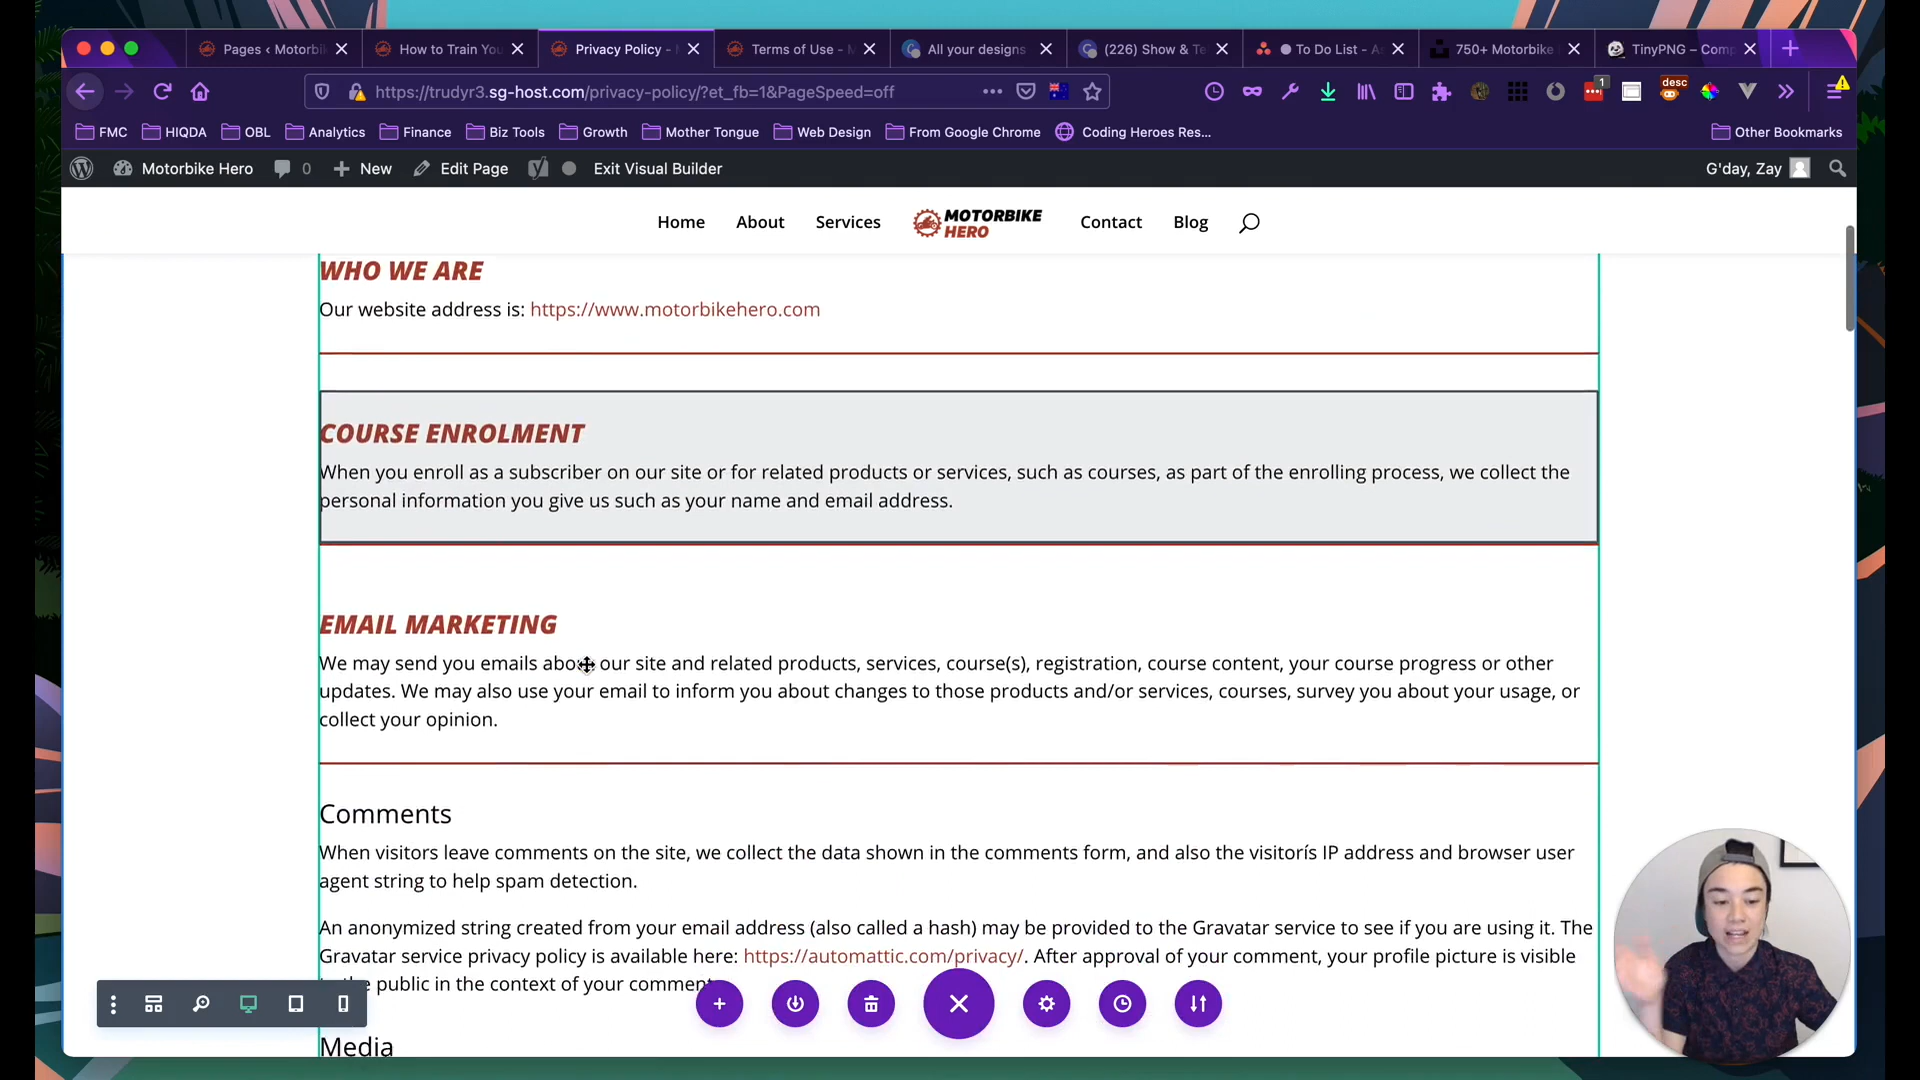 Pages ‹ Motorbi
How to Train You
Privacy Policy -
Terms of Use -
All your designs
(226) Show & Te
To Do List - A
750+ Motorbike
TinyPNG – Comp
https://trudyr3.sg-host.com/privacy-policy/?et_fb=1&PageSpeed=off
1
desc
FMC
HIQDA
OBL
Analytics
Finance
Biz Tools
Growth
Mother Tongue
Web Design
From Google Chrome
Coding Heroes Res...
Other Bookmarks
Motorbike Hero
0
New
Edit Page
Exit Visual Builder
G'day, Zay
Home
About
Services
MOTORBIKE
HERO
Contact
Blog
WHO WE ARE
Our website address is: https://www.motorbikehero.com
COURSE ENROLMENT
When you enroll as a subscriber on our site or for related products or services, such as courses, as part of the enrolling process, we collect the
personal information you give us such as your name and email address.
EMAIL MARKETING
We may send you emails about our site and related products, services, course(s), registration, course content, your course progress or other
updates. We may also use your email to inform you about changes to those products and/or services, courses, survey you about your usage, or
collect your opinion.
Comments
When visitors leave comments on the site, we collect the data shown in the comments form, and also the visitorís IP address and browser user
agent string to help spam detection.
An anonymized string created from your email address (also called a hash) may be provided to the Gravatar service to see if you are using it. The
Gravatar service privacy policy is available here: https://automattic.com/privacy/. After approval of your comment, your profile picture is visible
public in the context of your comment
Media